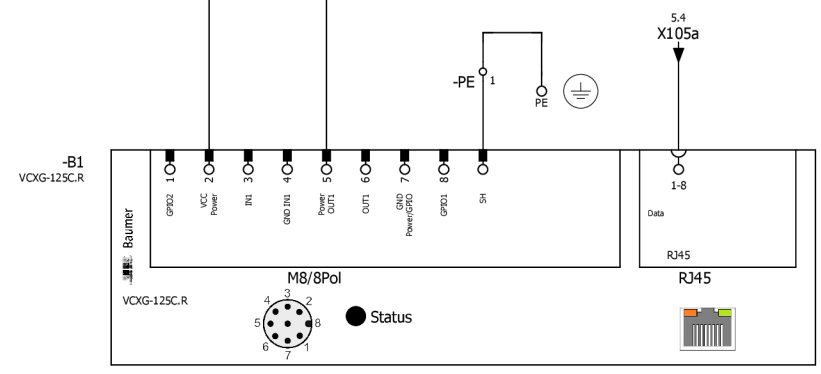 5.4
X105a
-PE
1
PE
-B1
VCXG-125C.R
1
2
3
4
5
6
7
8
1-8
GPIO2
VCC
Power
IN1
GND IN1
Power
OUT1
OUT1
GND
Power/GPIO
GPIO1
SH
Data
Baumer
RJ45
M8/8Pol
RJ45
VCXG-125C.R
3
4
2
5
8
6
1
7
Status